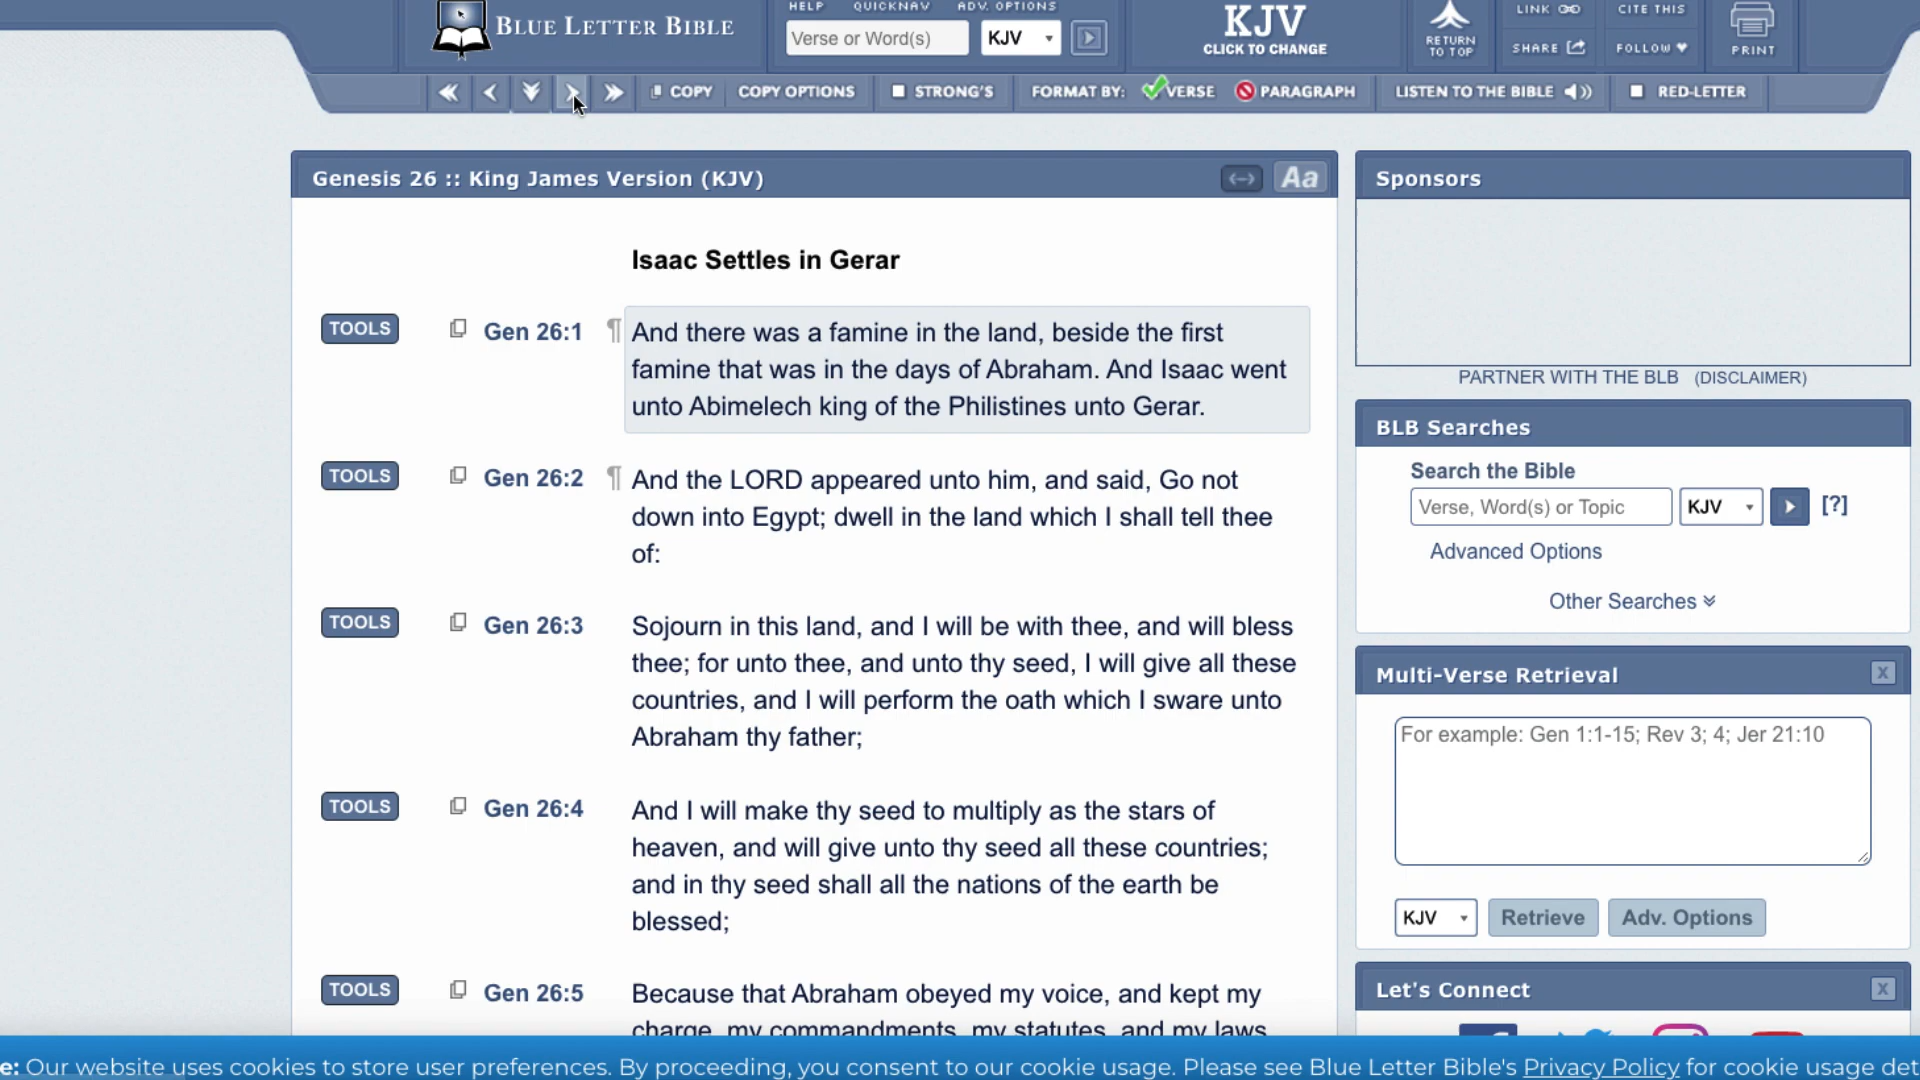 HELP QUICKNAV ADV. OPTIONS
BLUE LETTER BIBLE
Verse or Word(s)
KJV
KJV
CLICK TO CHANGE
RETURN
TO TOP
LINK
CITE THIS
SHARE
FOLLOW
PRINT
COPY
COPY OPTIONS
STRONG'S
FORMAT BY:
VERSE
PARAGRAPH
LISTEN TO THE BIBLE
RED-LETTER
Genesis 26 :: King James Version (KJV)
Aa
Isaac Settles in Gerar
TOOLS Gen 26:1 ¶ And there was a famine in the land, beside the first
famine that was in the days of Abraham. And Isaac went
unto Abimelech king of the Philistines unto Gerar.
TOOLS Gen 26:2 ¶ And the LORD appeared unto him, and said, Go not
down into Egypt; dwell in the land which I shall tell thee
of:
TOOLS Gen 26:3 Sojourn in this land, and I will be with thee, and will bless
thee; for unto thee, and unto thy seed, I will give all these
countries, and I will perform the oath which I sware unto
Abraham thy father;
TOOLS Gen 26:4 And I will make thy seed to multiply as the stars of
heaven, and will give unto thy seed all these countries;
and in thy seed shall all the nations of the earth be
blessed;
TOOLS Gen 26:5 Because that Abraham obeyed my voice, and kept my
charge, my commandments, my statutes, and my laws
Sponsors
PARTNER WITH THE BLB (DISCLAIMER)
BLB Searches
Search the Bible
Verse, Word(s) or Topic KJV [?]
Advanced Options
Other Searches
Multi-Verse Retrieval X
For example: Gen 1:1-15; Rev 3; 4; Jer 21:10
KJV Retrieve Adv. Options
Let's Connect X
e: Our website uses cookies to store user preferences. By proceeding, you consent to our cookie usage. Please see Blue Letter Bible's Privacy Policy for cookie usage det